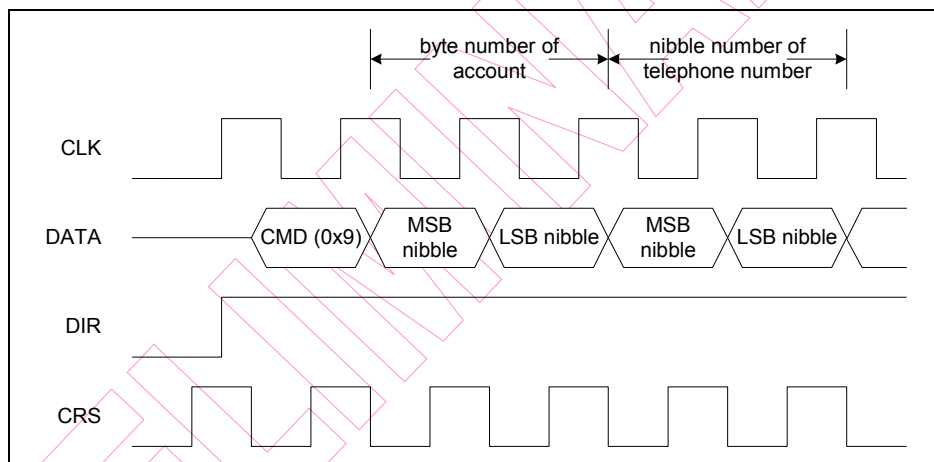 byte number of
account
nibble number of
telephone number
CLK
DATA
CMD (0x9)
MSB
nibble
LSB nibble
MSB
nibble
LSB nibble
DIR
CRS